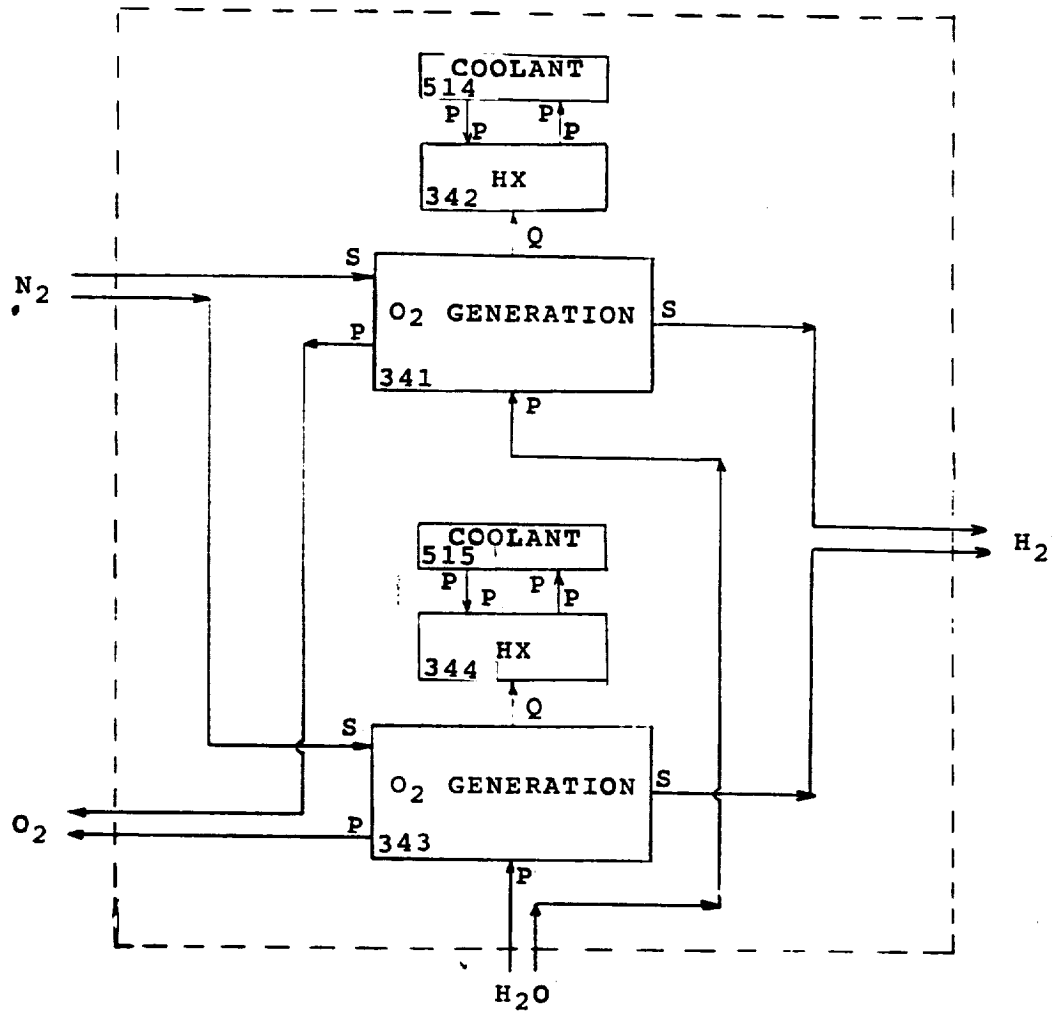 COOLANT
514
P P P P
HX
342
Q
N₂
S
O₂ GENERATION
S
P
341
P
COOLANT
515
P P P P
HX
344
Q
H₂
S
O₂ GENERATION
S
O₂
P
343
P
H₂O